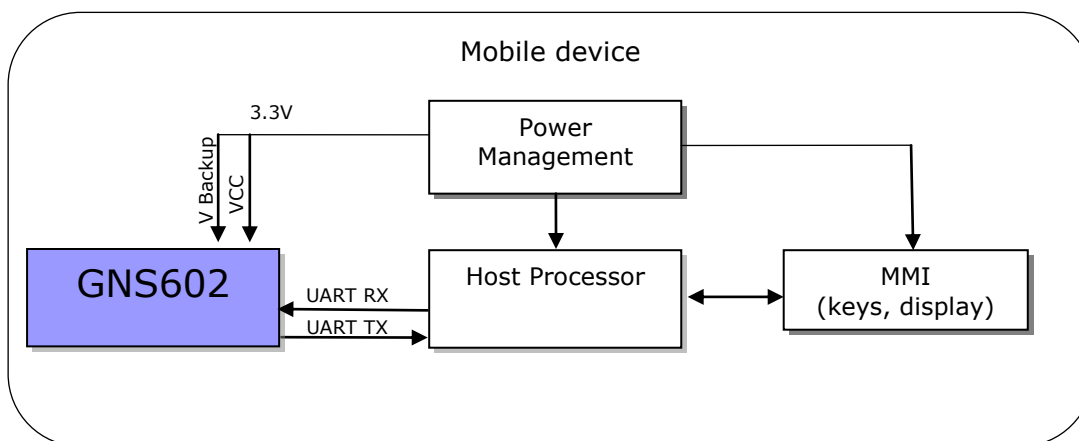 Mobile device
3.3V
Power
Management
V Backup
VCC
GNS602
UART RX
UART TX
Host Processor
MMI
(keys, display)